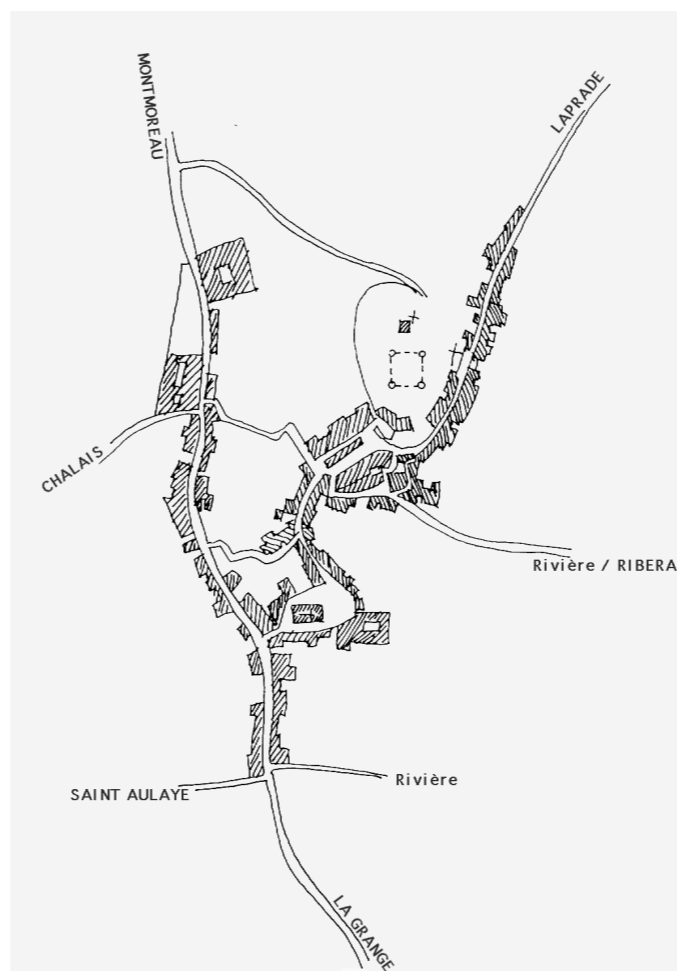 MONTMOREAU
LAPRADE
CHALAIS
Rivière / RIBERA
SAINT AULAYE
Rivière
LA GRANGE